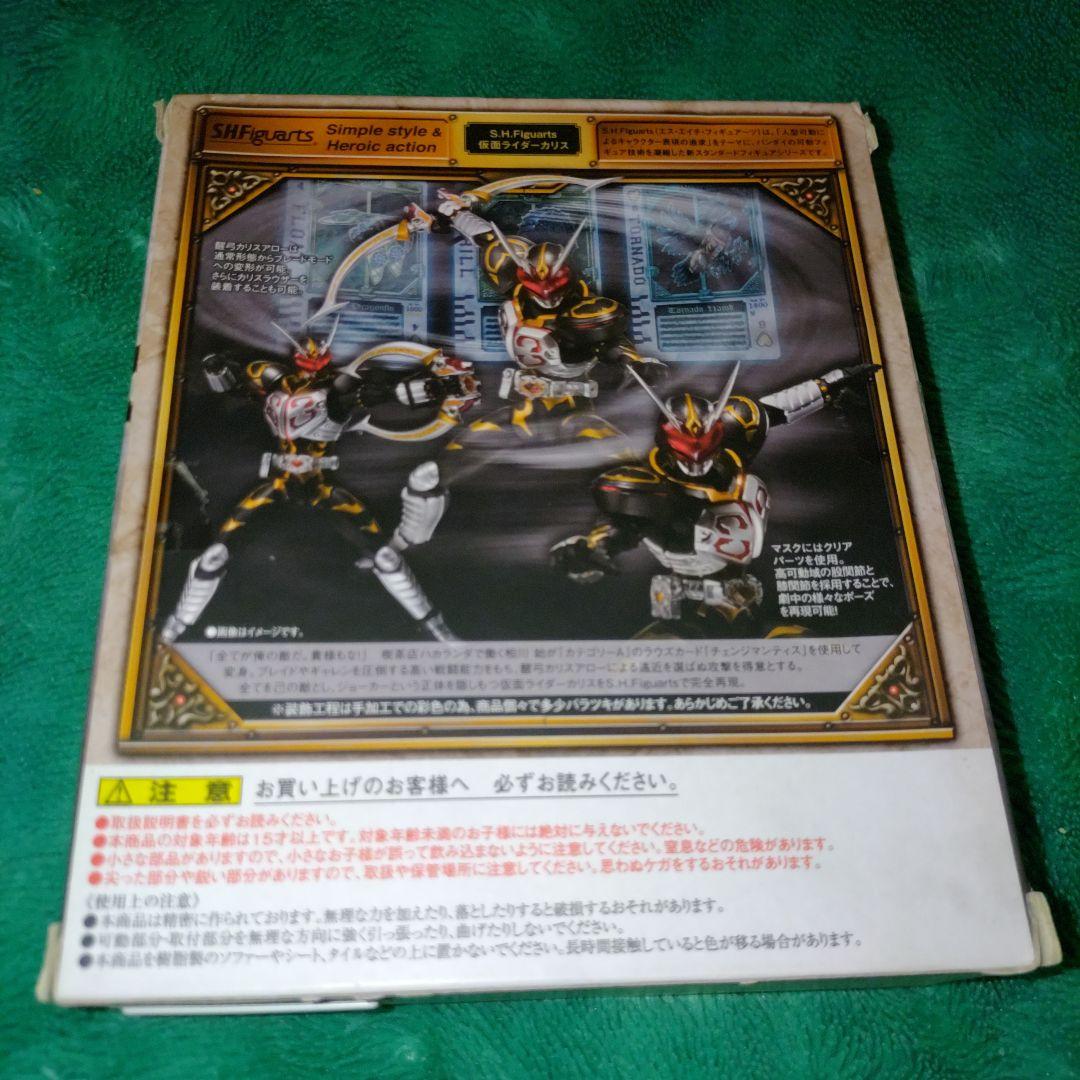 S.H.Figuarts
Simple style &
Heroic action
S.H.Figuarts
仮面ライダーカリス
S.H.Figuarts(エス・エイチ・フィギュアーツ)は、「人型可動に
よるキャラクター表現の追求」をテーマに、バンダイの可動フィ
ギュア技術を凝縮した新スタンダードフィギュアシリーズです。
醒弓カリスアローは
通常形態からブレードモード
への変形が可能。
さらにカリスラウザーを
装着することも可能。
FLO
Dragonfly
RILL
TORNADO
Tornado Hawk
マスクにはクリア
パーツを使用。
高可動域の股関節と
膝関節を採用することで、
劇中の様々なポーズ
を再現可能!
●画像はイメージです。
「全てが俺の敵だ。貴様もな!」 喫茶店ハカランダで働く相川 始が「カテゴリーA」のラウズカード「チェンジマンティス」を使用して
変身。ブレイドやギャレンを圧倒する高い戦闘能力をもち、醒弓カリスアローによる遠近を選ばぬ攻撃を得意とする。
全てを己の敵とし、ジョーカーという正体を隠しもつ仮面ライダーカリスをS.H.Figuartsで完全再現。
※装飾工程は手加工での彩色の為、商品個々で多少バラツキがあります。あらかじめご了承ください。
⚠ 注 意 お買い上げのお客様へ 必ずお読みください。
●取扱説明書を必ずお読みください。
●本商品の対象年齢は15才以上です。対象年齢未満のお子様には絶対に与えないでください。
●小さな部品がありますので、小さなお子様が誤って飲み込まないように注意してください。窒息などの危険があります。
●尖った部分や鋭い部分がありますので、取扱や保管場所に注意してください。思わぬケガをするおそれがあります。
《使用上の注意》
●本商品は精密に作られております。無理な力を加えたり、落としたりすると破損するおそれがあります。
●可動部分・取付部分を無理な方向に強く引っ張ったり、曲げたりしないでください。
●本商品を樹脂製のソファーやシート、タイルなどの上に置かないでください。長時間接触していると色が移る場合があります。